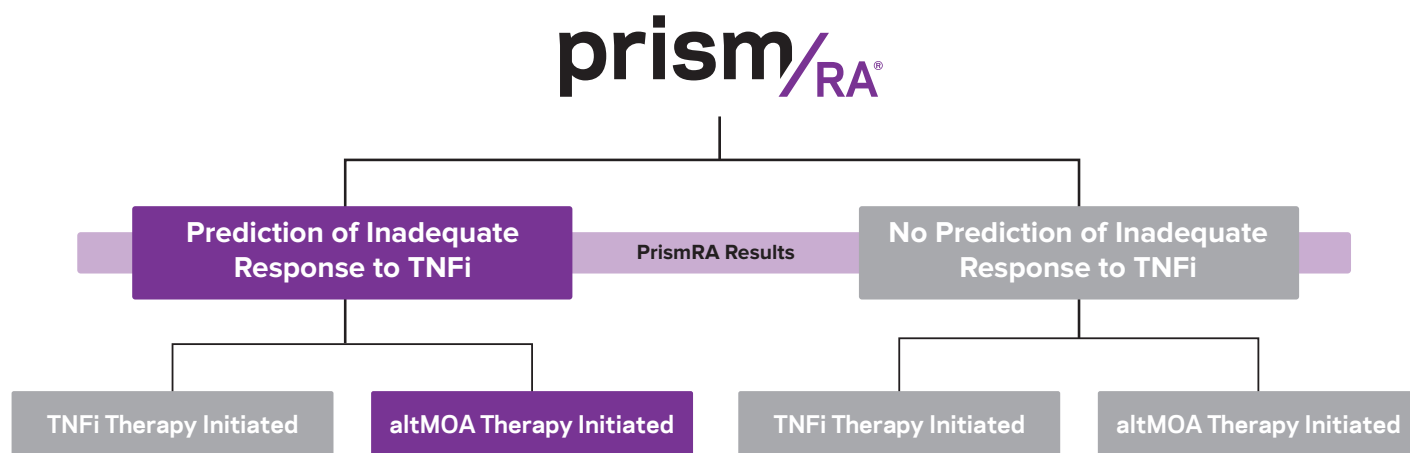 prism/RA®
Prediction of Inadequate
Response to TNFi
PrismRA Results
No Prediction of Inadequate
Response to TNFi
TNFi Therapy Initiated
altMOA Therapy Initiated
TNFi Therapy Initiated
altMOA Therapy Initiated